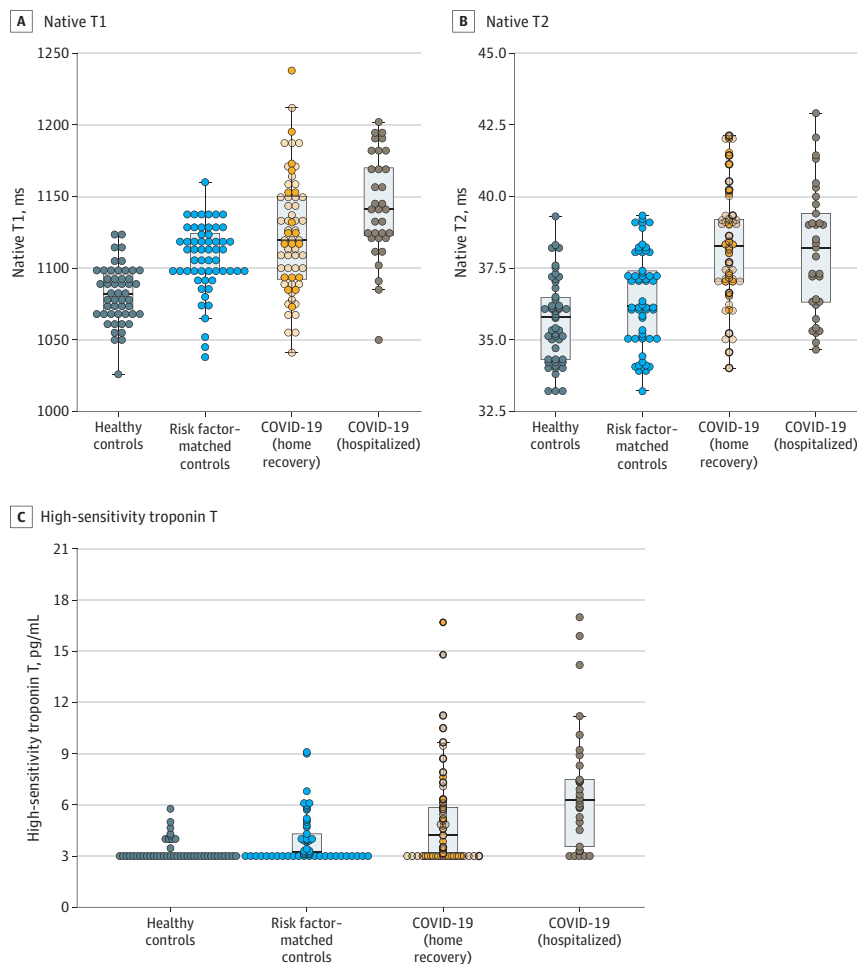 A Native T1
1250
1200
1150
1100
1050
1000
Native T1, ms
Healthy
controls
Risk factor-
matched
controls
COVID-19
(home
recovery)
COVID-19
(hospitalized)
B Native T2
45.0
42.5
40.0
37.5
35.0
32.5
Native T2, ms
Healthy
controls
Risk factor-
matched
controls
COVID-19
(home
recovery)
COVID-19
(hospitalized)
C High-sensitivity troponin T
21
18
15
12
9
6
3
0
High-sensitivity troponin T, pg/mL
Healthy
controls
Risk factor-
matched
controls
COVID-19
(home
recovery)
COVID-19
(hospitalized)